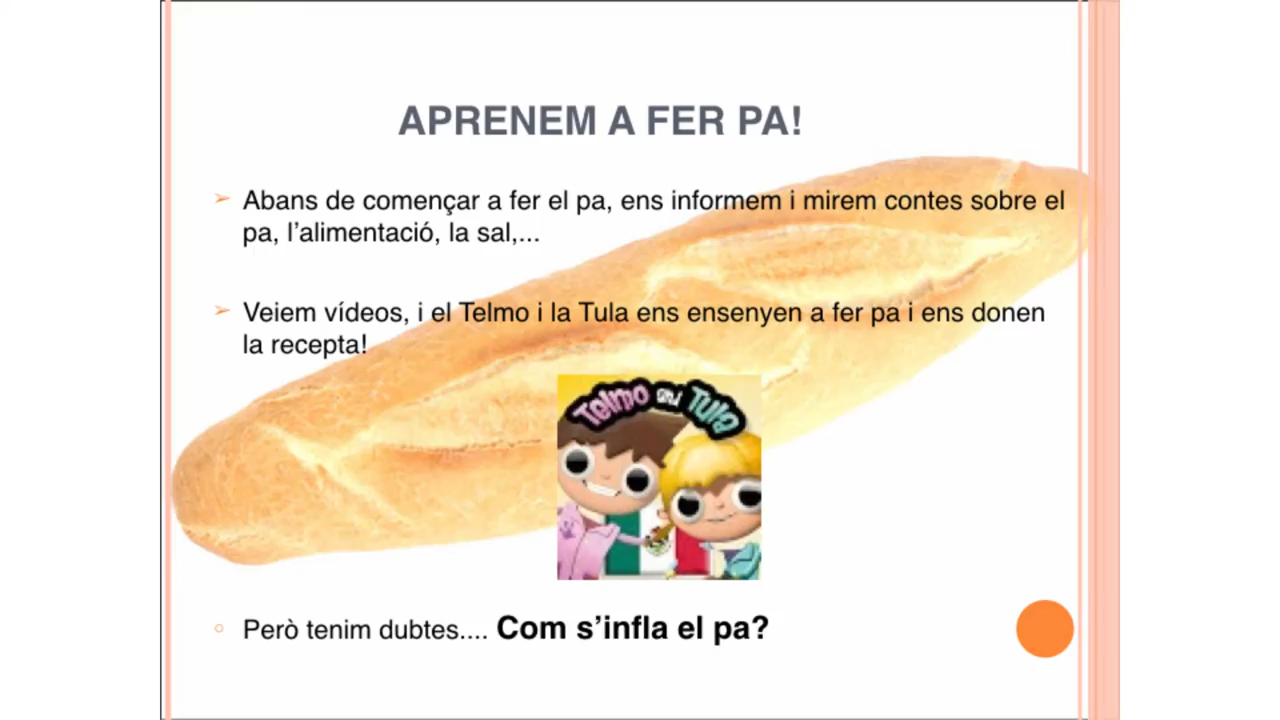 APRENEM A FER PA!
Abans de començar a fer el pa, ens informem i mirem contes sobre el
pa, l’alimentació, la sal,...
Veiem vídeos, i el Telmo i la Tula ens ensenyen a fer pa i ens donen
la recepta!
Telmo and Tula
Però tenim dubtes.... Com s’infla el pa?